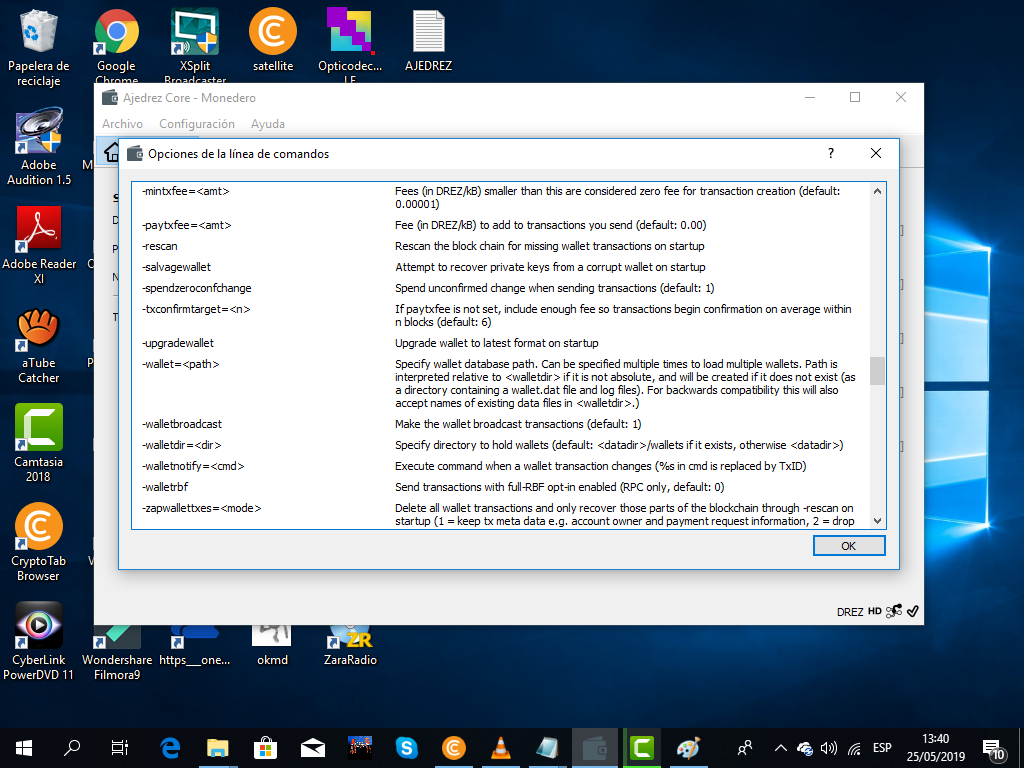 Papelera de
reciclaje
Google
Chrome
XSplit
Broadcaster
satellite
Opticodec...
LE
AJEDREZ
Adobe
Audition 1.5
M
Adobe Reader
XI
aTube
Catcher
P
Camtasia
2018
CryptoTab
Browser
V
CyberLink
PowerDVD 11
Wondershare
Filmora9
https___one...
okmd
ZaraRadio
Ajedrez Core - Monedero
Archivo Configuración Ayuda
Opciones de la línea de comandos
?
-mintxfee=<amt> Fees (in DREZ/kB) smaller than this are considered zero fee for transaction creation (default:
0.00001)
-paytxfee=<amt> Fee (in DREZ/kB) to add to transactions you send (default: 0.00)
-rescan Rescan the block chain for missing wallet transactions on startup
-salvagewallet Attempt to recover private keys from a corrupt wallet on startup
-spendzeroconfchange Spend unconfirmed change when sending transactions (default: 1)
-txconfirmtarget=<n> If paytxfee is not set, include enough fee so transactions begin confirmation on average within
n blocks (default: 6)
-upgradewallet Upgrade wallet to latest format on startup
-wallet=<path> Specify wallet database path. Can be specified multiple times to load multiple wallets. Path is
interpreted relative to <walletdir> if it is not absolute, and will be created if it does not exist (as
a directory containing a wallet.dat file and log files). For backwards compatibility this will also
accept names of existing data files in <walletdir>.)
-walletbroadcast Make the wallet broadcast transactions (default: 1)
-walletdir=<dir> Specify directory to hold wallets (default: <datadir>/wallets if it exists, otherwise <datadir>)
-walletnotify=<cmd> Execute command when a wallet transaction changes (%s in cmd is replaced by TxID)
-walletrbf Send transactions with full-RBF opt-in enabled (RPC only, default: 0)
-zapwallettxes=<mode> Delete all wallet transactions and only recover those parts of the blockchain through -rescan on
startup (1 = keep tx meta data e.g. account owner and payment request information, 2 = drop
OK
DREZ HD
ESP
13:40
25/05/2019
10